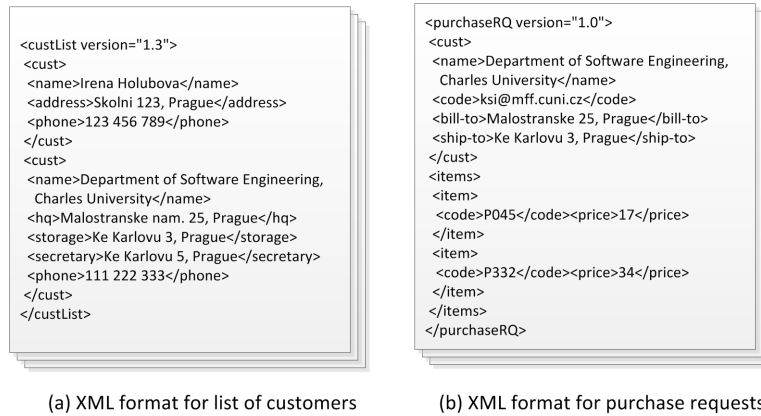 <custList version="1.3">
<cust>
<name>Irena Holubova</name>
<address>Skolni 123, Prague</address>
<phone>123 456 789</phone>
</cust>
<cust>
<name>Department of Software Engineering,
Charles University</name>
<hq>Malostranske nam. 25, Prague</hq>
<storage>Ke Karlovu 3, Prague</storage>
<secretary>Ke Karlovu 5, Prague</secretary>
<phone>111 222 333</phone>
</cust>
</custList>
(a) XML format for list of customers
<purchaseRQ version="1.0">
<cust>
<name>Department of Software Engineering,
Charles University</name>
<code>ksi@mff.cuni.cz</code>
<bill-to>Malostranske 25, Prague</bill-to>
<ship-to>Ke Karlovu 3, Prague</ship-to>
</cust>
<items>
<item>
<code>P045</code><price>17</price>
</item>
<item>
<code>P332</code><price>34</price>
</item>
</items>
</purchaseRQ>
(b) XML format for purchase requests